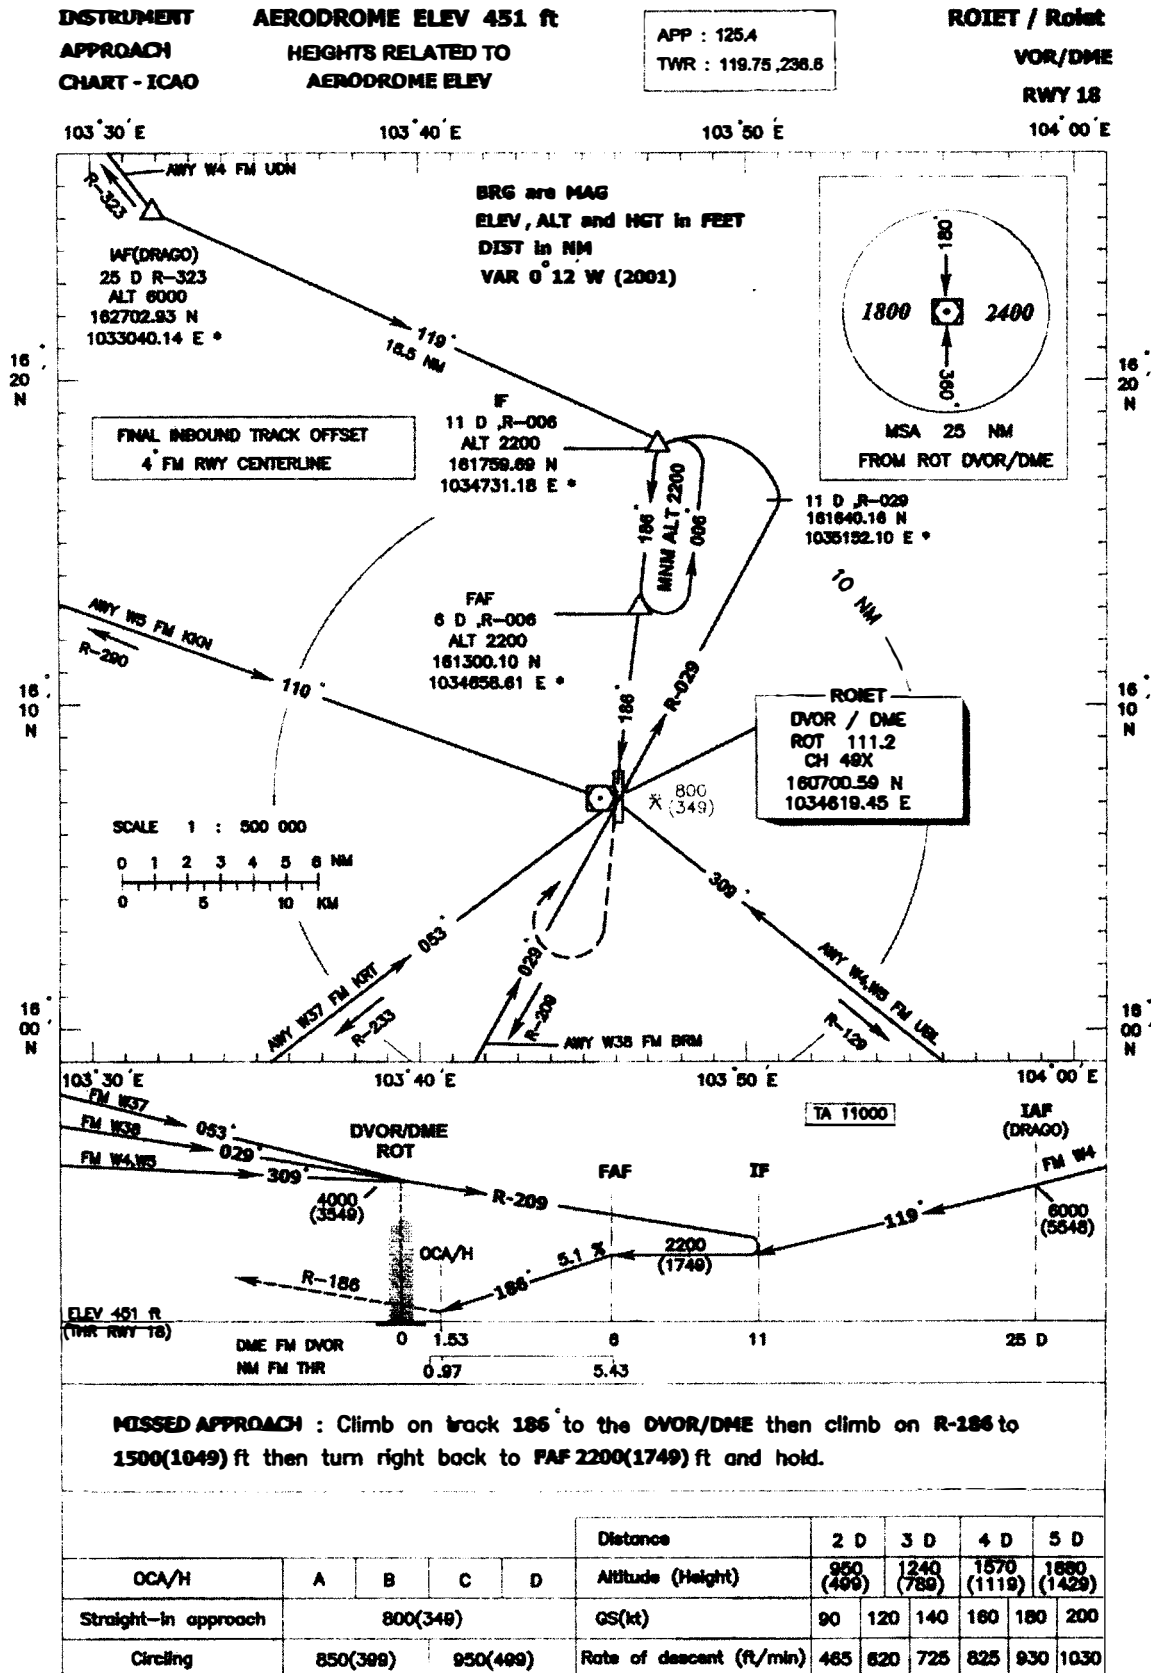 INSTRUMENT
APPROACH
CHART - ICAO
AERODROME ELEV 451 ft
HEIGHTS RELATED TO
AERODROME ELEV
APP : 125.4
TWR : 119.75 ,236.6
ROIET / Roiet
VOR/DME
RWY 18
103°30´E
103°40´E
103°50´E
104°00´E
AWY W4 FM UDN
R-323
IAF(DRAGO)
25 D R-323
ALT 6000
162702.93 N
1033040.14 E *
BRG are MAG
ELEV, ALT and HGT in FEET
DIST in NM
VAR 0°12´W (2001)
180°
1800
2400
360°
MSA 25 NM
FROM ROT DVOR/DME
119°
15.5 NM
16°
20´
N
16°
20´
N
FINAL INBOUND TRACK OFFSET
4° FM RWY CENTERLINE
IF
11 D ,R-006
ALT 2200
161759.69 N
1034731.18 E *
186°
MNM ALT 2200
006°
11 D ,R-029
161640.16 N
1035152.10 E *
10 NM
FAF
6 D ,R-006
ALT 2200
161300.10 N
1034658.61 E *
AWY W5 FM KKN
R-290
110°
186°
R-029
16°
10´
N
16°
10´
N
ROIET
DVOR / DME
ROT 111.2
CH 49X
160700.59 N
1034619.45 E
800
(349)
SCALE 1 : 500 000
0 1 2 3 4 5 6 NM
0 5 10 KM
053°
AWY W37 FM KRT
R-233
029°
R-209
AWY W38 FM BRM
309°
AWY W4,W5 FM UBL
R-129
16°
00´
N
16°
00´
N
103°30´E
103°40´E
103°50´E
104°00´E
FM W37
053°
FM W38
029°
FM W4,W5
309°
DVOR/DME
ROT
4000
(3549)
R-209
FAF
IF
TA 11000
IAF
(DRAGO)
FM W4
6000
(5548)
119°
2200
(1749)
5.1 %
186°
OCA/H
R-186
ELEV 451 ft
(THR RWY 18)
DME FM DVOR 0 1.53 6 11 25 D
NM FM THR 0.97 5.43
MISSED APPROACH : Climb on track 186° to the DVOR/DME then climb on R-186 to
1500(1049) ft then turn right back to FAF 2200(1749) ft and hold.
Distance 2 D 3 D 4 D 5 D
OCA/H A B C D
Altitude (Height) 950 (499) 1240 (789) 1570 (1119) 1880 (1429)
Straight-in approach 800(349)
GS(kt) 90 120 140 160 180 200
Circling 850(399) 950(499)
Rate of descent (ft/min) 465 620 725 825 930 1030